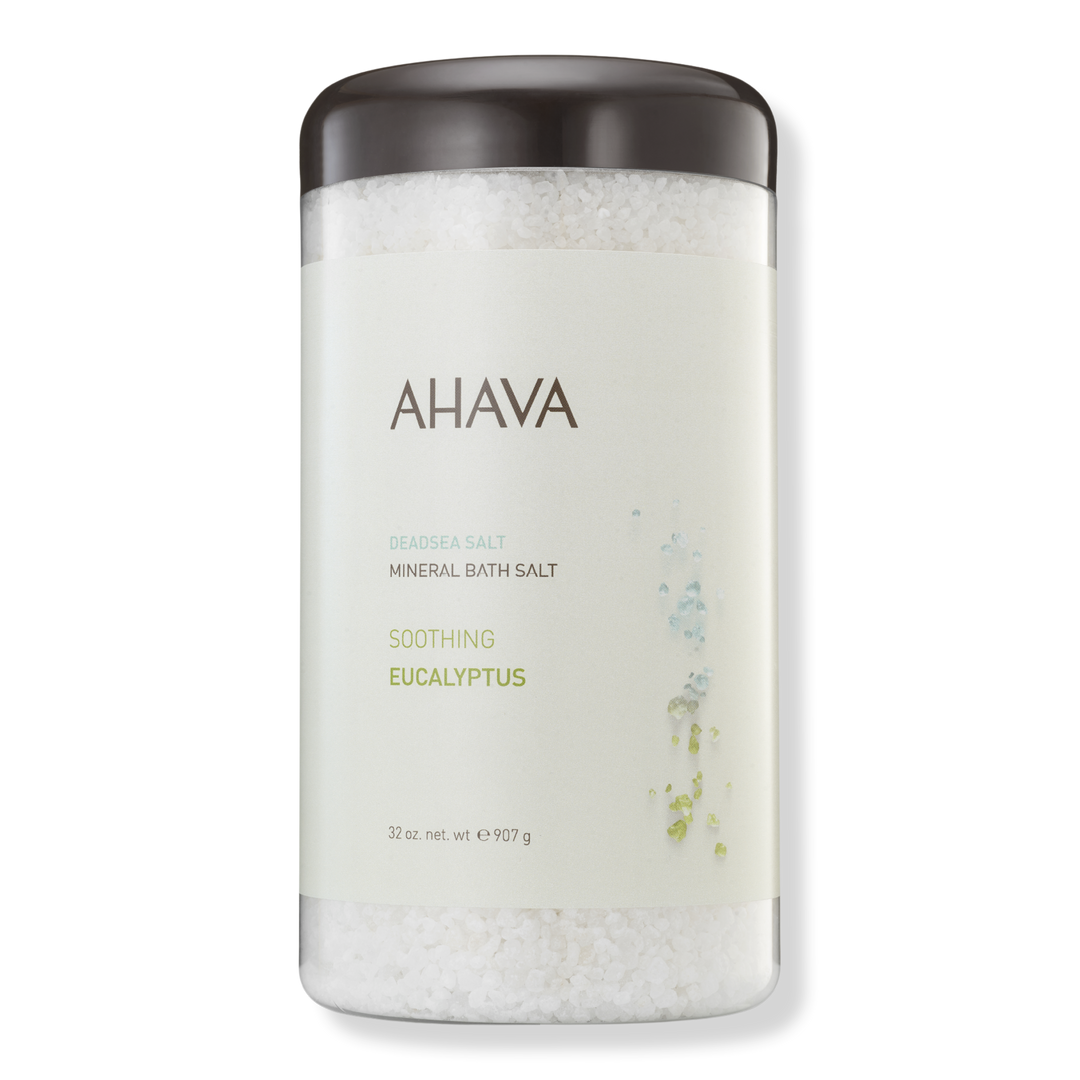 AHAVA
DEADSEA SALT
MINERAL BATH SALT
SOOTHING
EUCALYPTUS
32 oz. net. wt ℮ 907 g